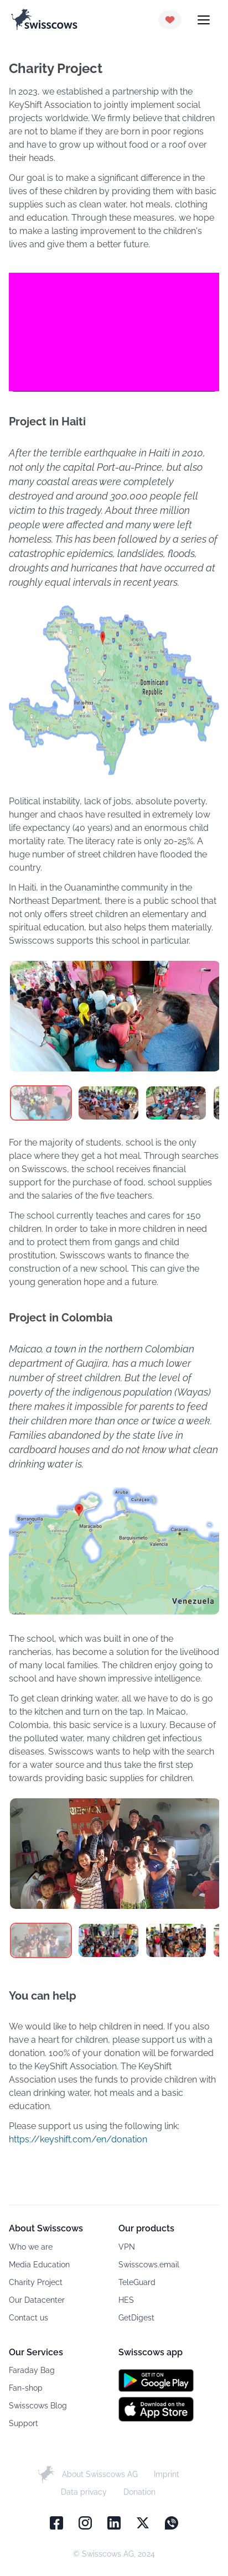 swisscows
Charity Project
In 2023, we established a partnership with the
KeyShift Association to jointly implement social
projects worldwide. We firmly believe that children
are not to blame if they are born in poor regions
and have to grow up without food or a roof over
their heads.
Our goal is to make a significant difference in the
lives of these children by providing them with basic
supplies such as clean water, hot meals, clothing
and education. Through these measures, we hope
to make a lasting improvement to the children's
lives and give them a better future.
Project in Haiti
After the terrible earthquake in Haiti in 2010,
not only the capital Port-au-Prince, but also
many coastal areas were completely
destroyed and around 300,000 people fell
victim to this tragedy. About three million
people were affected and many were left
homeless. This has been followed by a series of
catastrophic epidemics, landslides, floods,
droughts and hurricanes that have occurred at
roughly equal intervals in recent years.
Dominican
Republic
Political instability, lack of jobs, absolute poverty,
hunger and chaos have resulted in extremely low
life expectancy (40 years) and an enormous child
mortality rate. The literacy rate is only 20-25%. A
huge number of street children have flooded the
country.
In Haiti, in the Ouanaminthe community in the
Northeast Department, there is a public school that
not only offers street children an elementary and
spiritual education, but also helps them materially.
Swisscows supports this school in particular.
For the majority of students, school is the only
place where they get a hot meal. Through searches
on Swisscows, the school receives financial
support for the purchase of food, school supplies
and the salaries of the five teachers.
The school currently teaches and cares for 150
children. In order to take in more children in need
and to protect them from gangs and child
prostitution, Swisscows wants to finance the
construction of a new school. This can give the
young generation hope and a future.
Project in Colombia
Maicao, a town in the northern Colombian
department of Guajira, has a much lower
number of street children. But the level of
poverty of the indigenous population (Wayas)
there makes it impossible for parents to feed
their children more than once or twice a week.
Families abandoned by the state live in
cardboard houses and do not know what clean
drinking water is.
Aruba
Curacao
Barranquilla
Maracaibo
Caracas
Barquisimeto
Valencia
Cartagena
Venezuela
The school, which was built in one of the
rancherias, has become a solution for the livelihood
of many local families. The children enjoy going to
school and have shown impressive intelligence.
To get clean drinking water, all we have to do is go
to the kitchen and turn on the tap. In Maicao,
Colombia, this basic service is a luxury. Because of
the polluted water, many children get infectious
diseases. Swisscows wants to help with the search
for a water source and thus take the first step
towards providing basic supplies for children.
You can help
We would like to help children in need. If you also
have a heart for children, please support us with a
donation. 100% of your donation will be forwarded
to the KeyShift Association. The KeyShift
Association uses the funds to provide children with
clean drinking water, hot meals and a basic
education.
Please support us using the following link:
https://keyshift.com/en/donation
About Swisscows
Our products
Who we are
VPN
Media Education
Swisscows.email
Charity Project
TeleGuard
Our Datacenter
HES
Contact us
GetDigest
Our Services
Swisscows app
Faraday Bag
Fan-shop
Swisscows Blog
Support
GET IT ON
Google Play
Download on the
App Store
About Swisscows AG
Imprint
Data privacy
Donation
© Swisscows AG, 2024